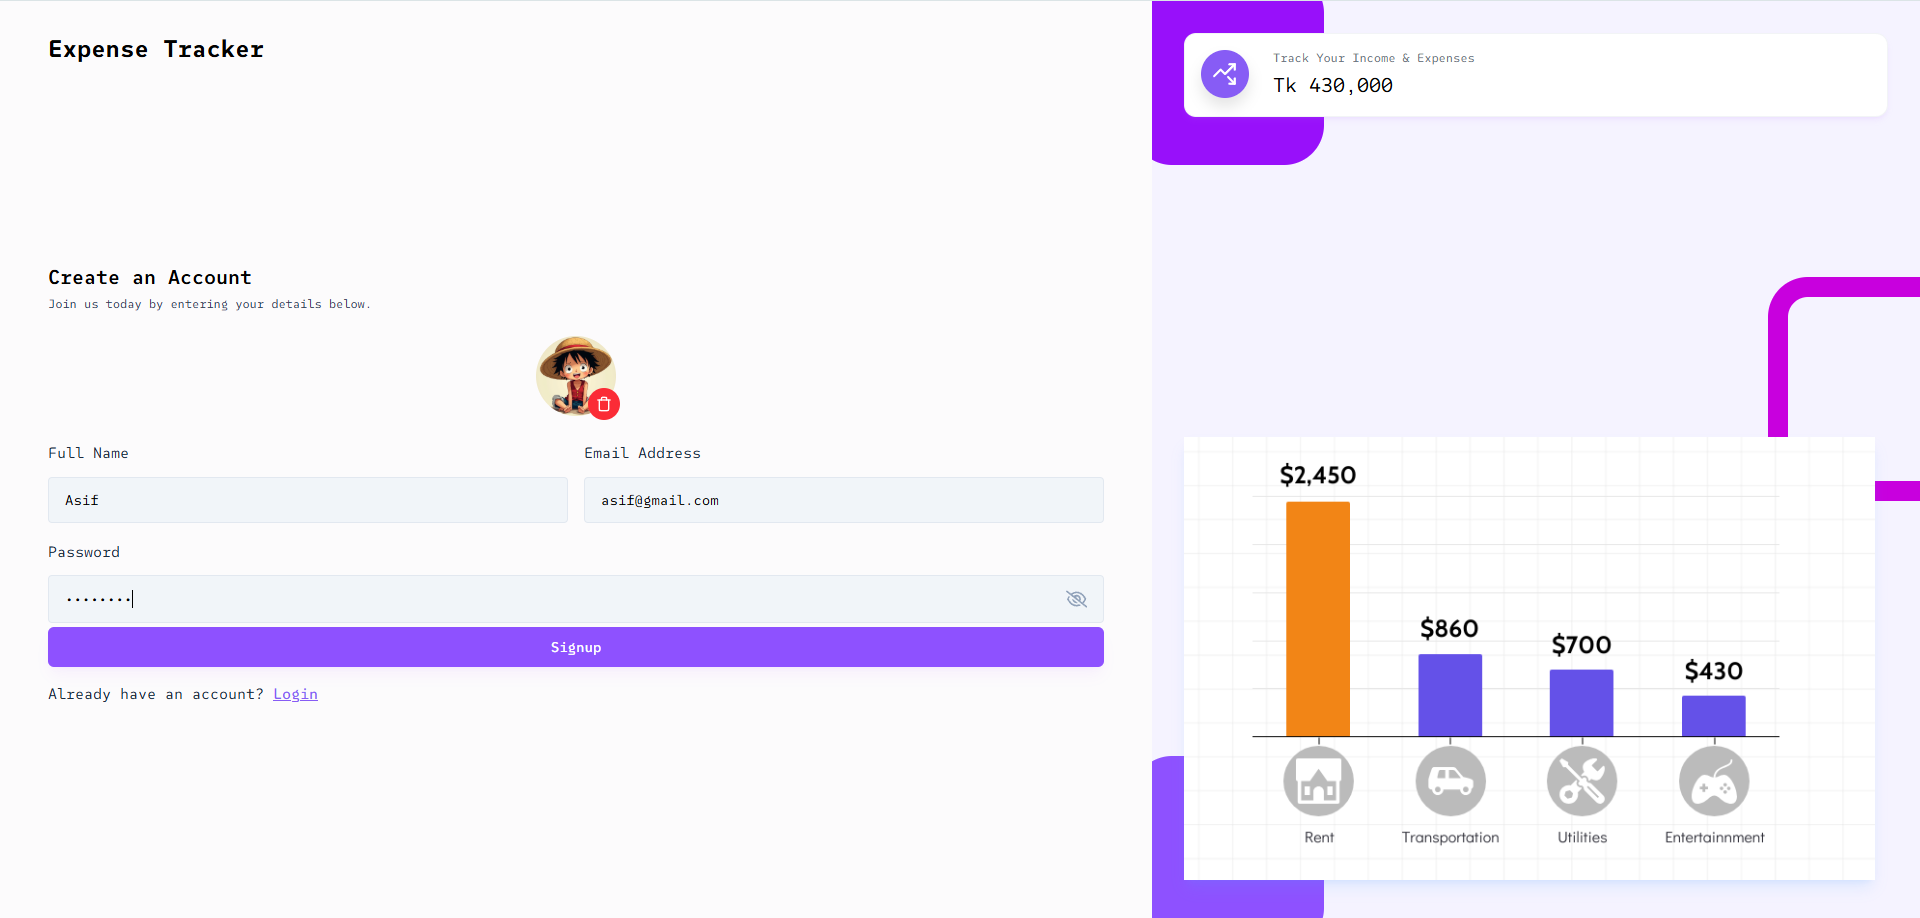 Expense Tracker
Create an Account
Join us today by entering your details below.
Full Name
Email Address
Asif
asif@gmail.com
Password
........
Signup
Already have an account? Login
Track Your Income & Expenses
Tk 430,000
$2,450
$860
$700
$430
Rent
Transportation
Utilities
Entertainnment